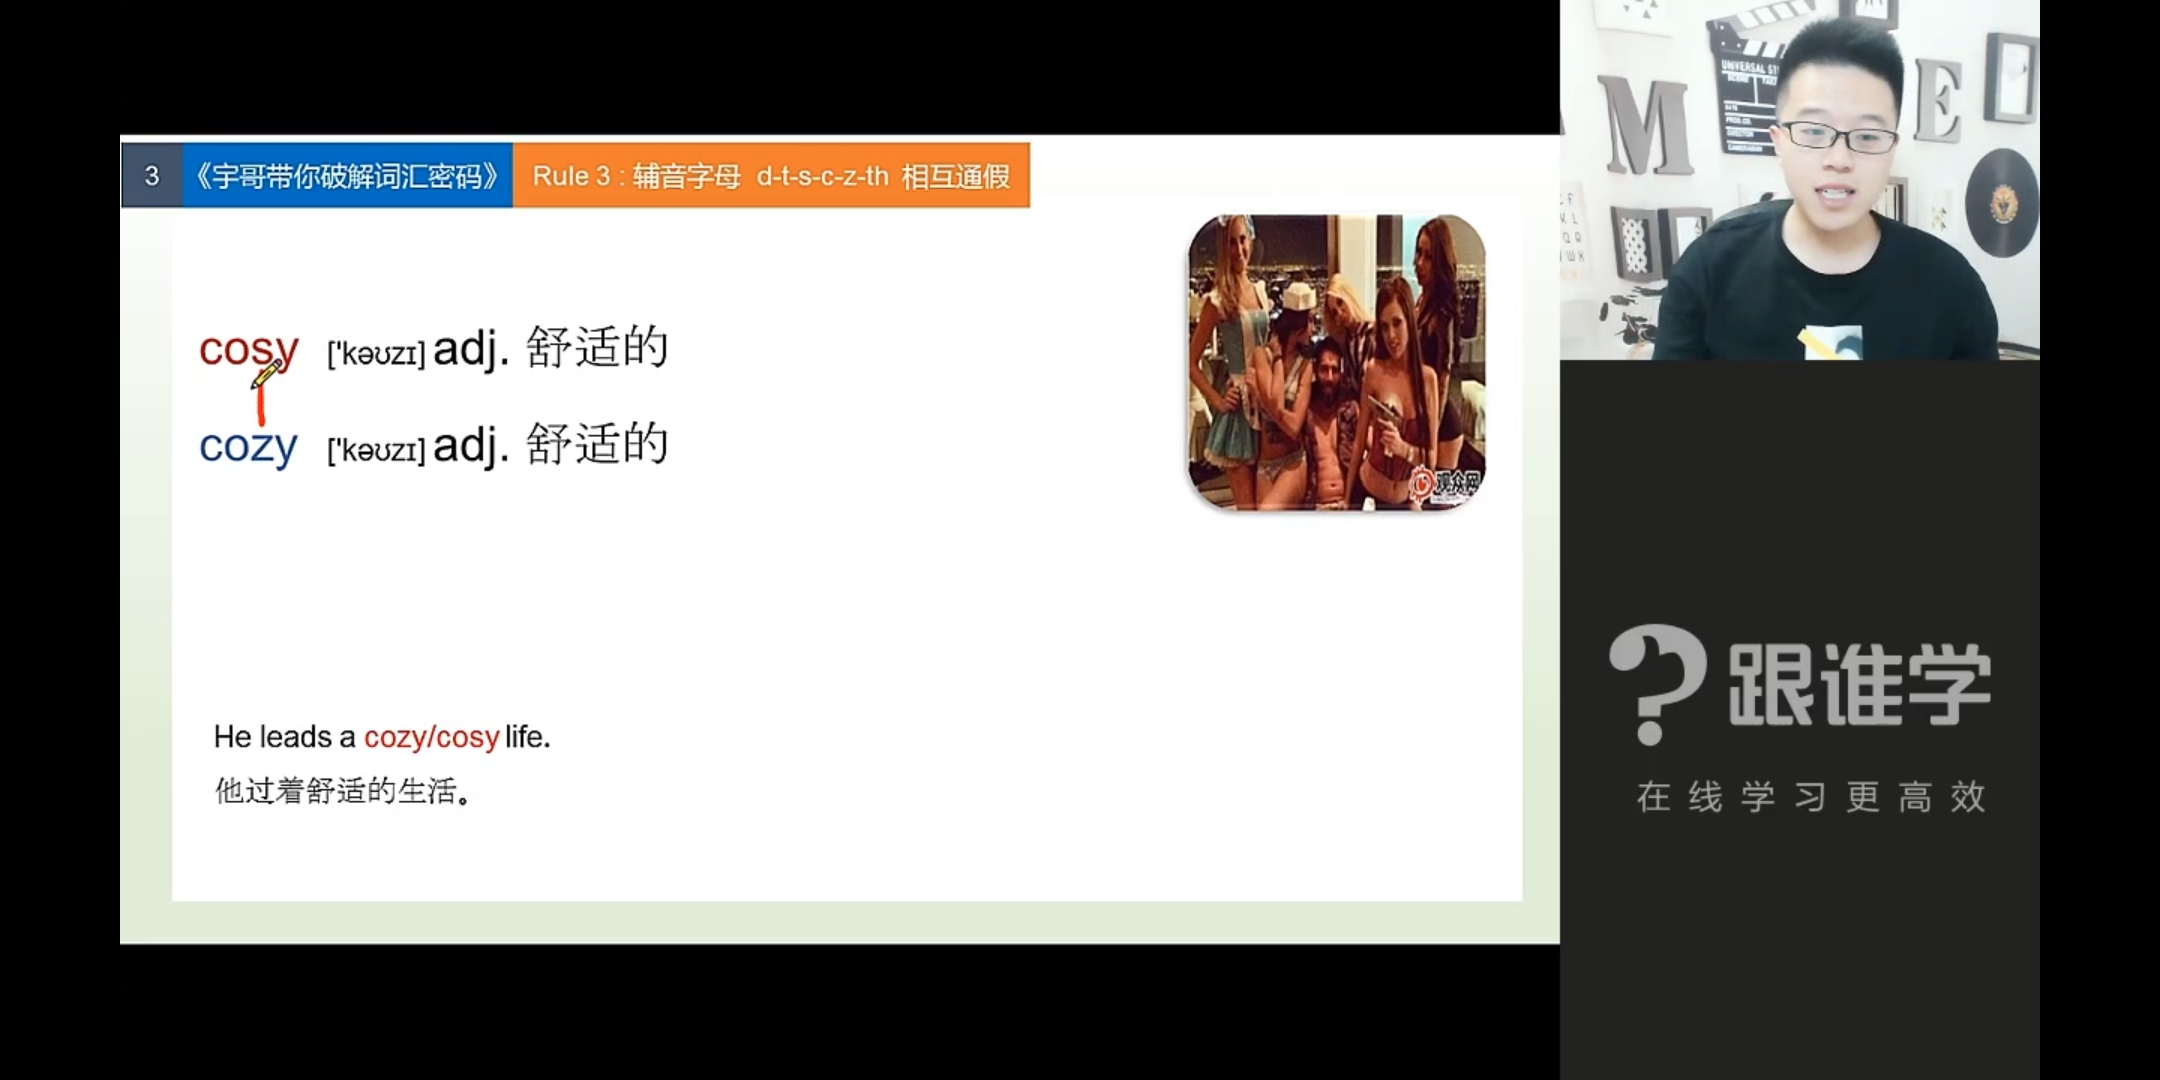 3 《宇哥带你破解词汇密码》 Rule 3 : 辅音字母 d-t-s-c-z-th 相互通假
cosy ['kəʊzɪ] adj. 舒适的
cozy ['kəʊzɪ] adj. 舒适的
He leads a cozy/cosy life.
他过着舒适的生活。
观众网
M E
跟谁学
在线学习更高效